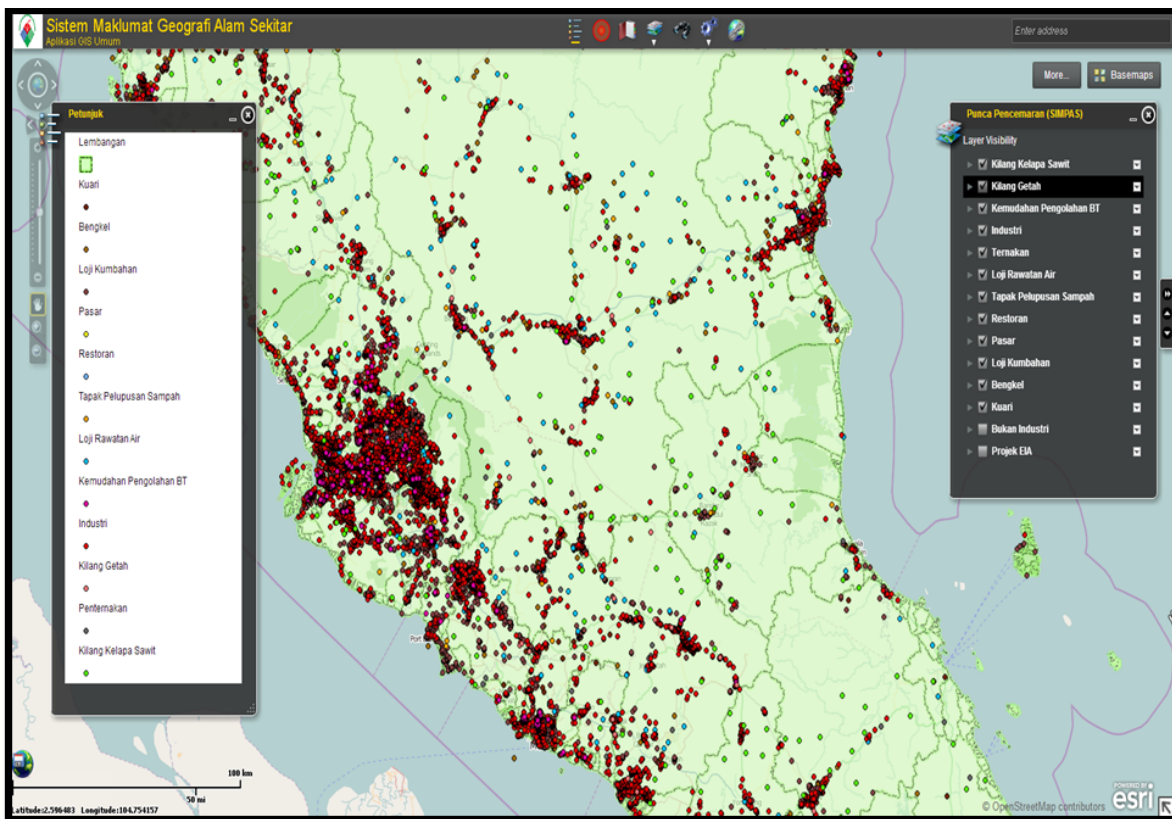 Sistem Maklumat Geografi Alam Sekitar
Aplikasi GIS Umum
Enter address
More...
Basemaps
Petunjuk
Lembangan
Kuari
Bengkel
Loji Kumbahan
Pasar
Restoran
Tapak Pelupusan Sampah
Loji Rawatan Air
Kemudahan Pengolahan BT
Industri
Kilang Getah
Penternakan
Kilang Kelapa Sawit
Punca Pencemaran (SIMPAS)
Layer Visibility
Kilang Kelapa Sawit
Kilang Getah
Kemudahan Pengolahan BT
Industri
Ternakan
Loji Rawatan Air
Tapak Pelupusan Sampah
Restoran
Pasar
Loji Kumbahan
Bengkel
Kuari
Bukan Industri
Projek EIA
Port
100 km
50 mi
Latitude:2.596483 Longitude:104.754157
© OpenStreetMap contributors
POWERED BY
esri